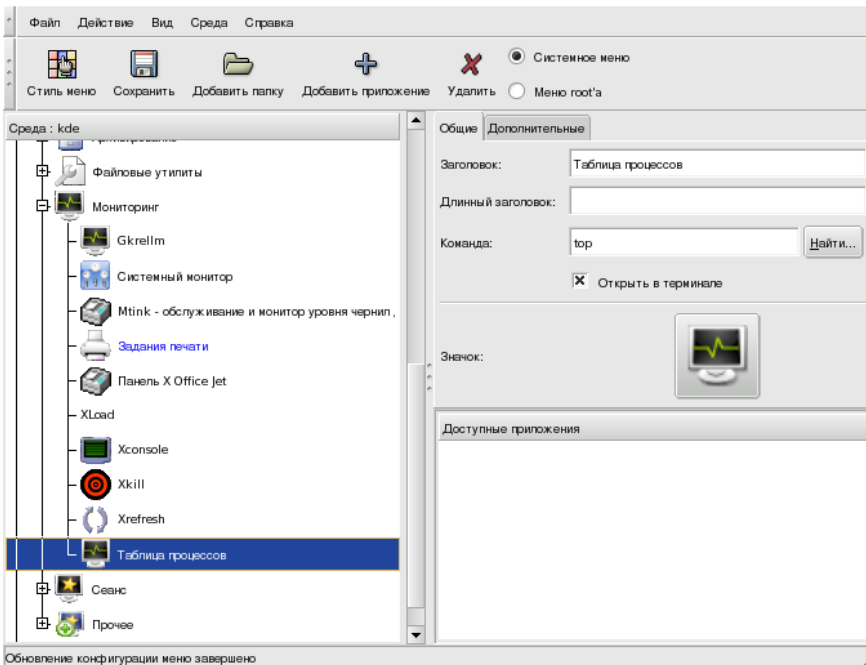 Файл Действие Вид Среда Справка
Стиль меню Сохранить Добавить папку Добавить приложение Удалить
Системное меню
Меню root'а
Среда : kde
Файловые утилиты
Мониторинг
Gkrellm
Системный монитор
Mtink - обслуживание и монитор уровня чернил,
Задания печати
Панель X Office Jet
XLoad
Xconsole
Xkill
Xrefresh
Таблица процессов
Сеанс
Прочее
Общие Дополнительные
Заголовок: Таблица процессов
Длинный заголовок:
Команда: top Найти...
Открыть в терминале
Значок:
Доступные приложения
Обновление конфигурации меню завершено